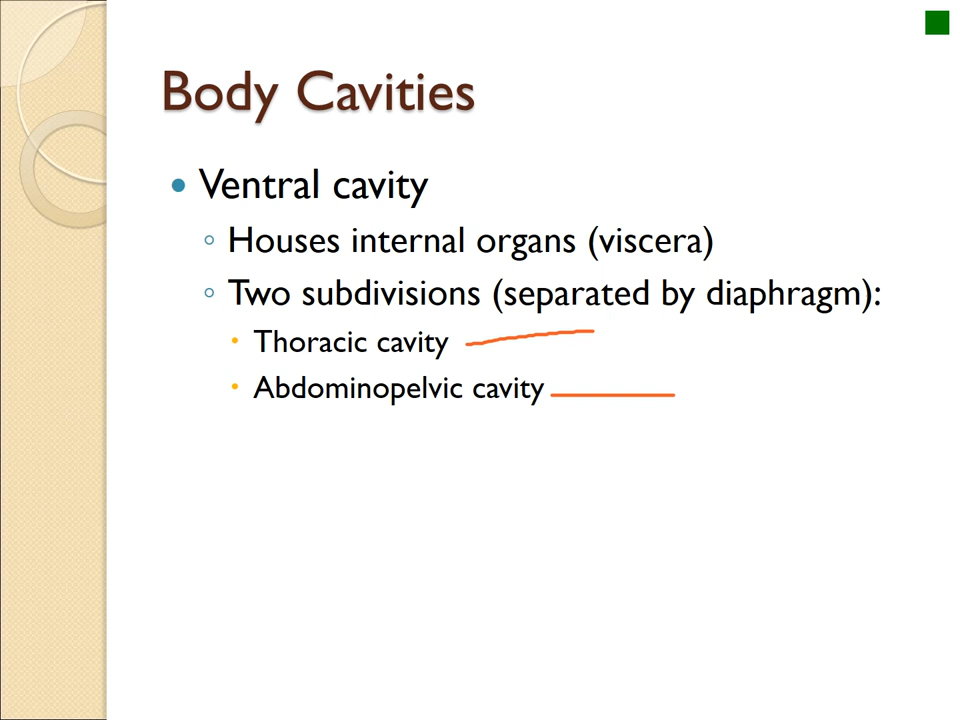 Body Cavities
Ventral cavity
Houses internal organs (viscera)
Two subdivisions (separated by diaphragm):
Thoracic cavity
Abdominopelvic cavity